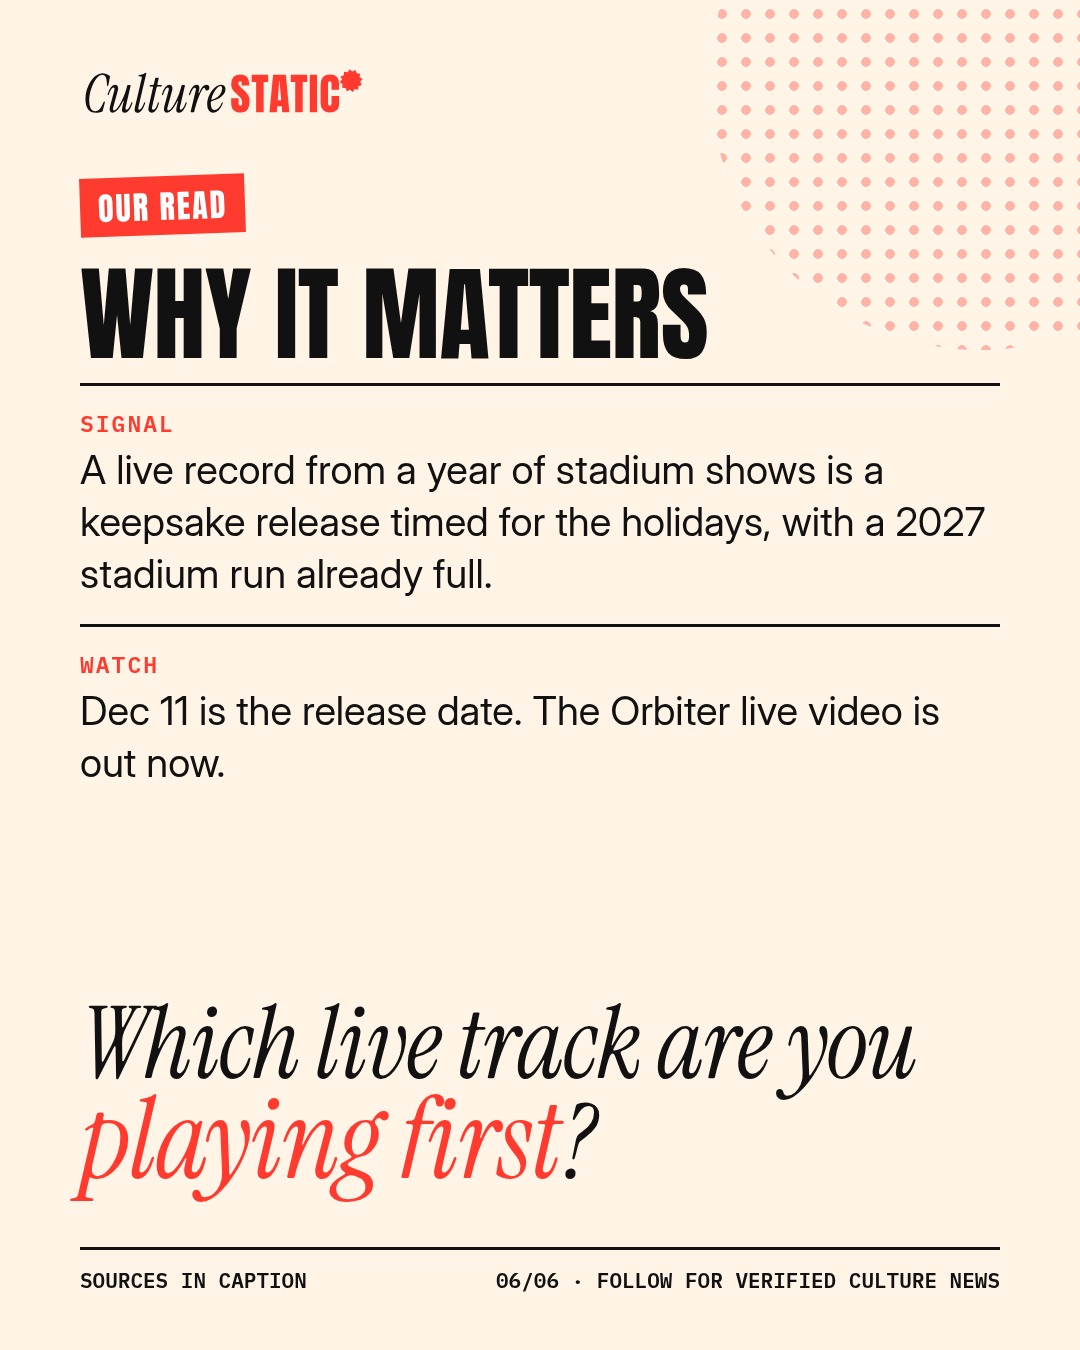 Culture STATIC
OUR READ
WHY IT MATTERS
SIGNAL
A live record from a year of stadium shows is a
keepsake release timed for the holidays, with a 2027
stadium run already full.
WATCH
Dec 11 is the release date. The Orbiter live video is
out now.
Which live track are you
playing first?
SOURCES IN CAPTION
06/06 · FOLLOW FOR VERIFIED CULTURE NEWS